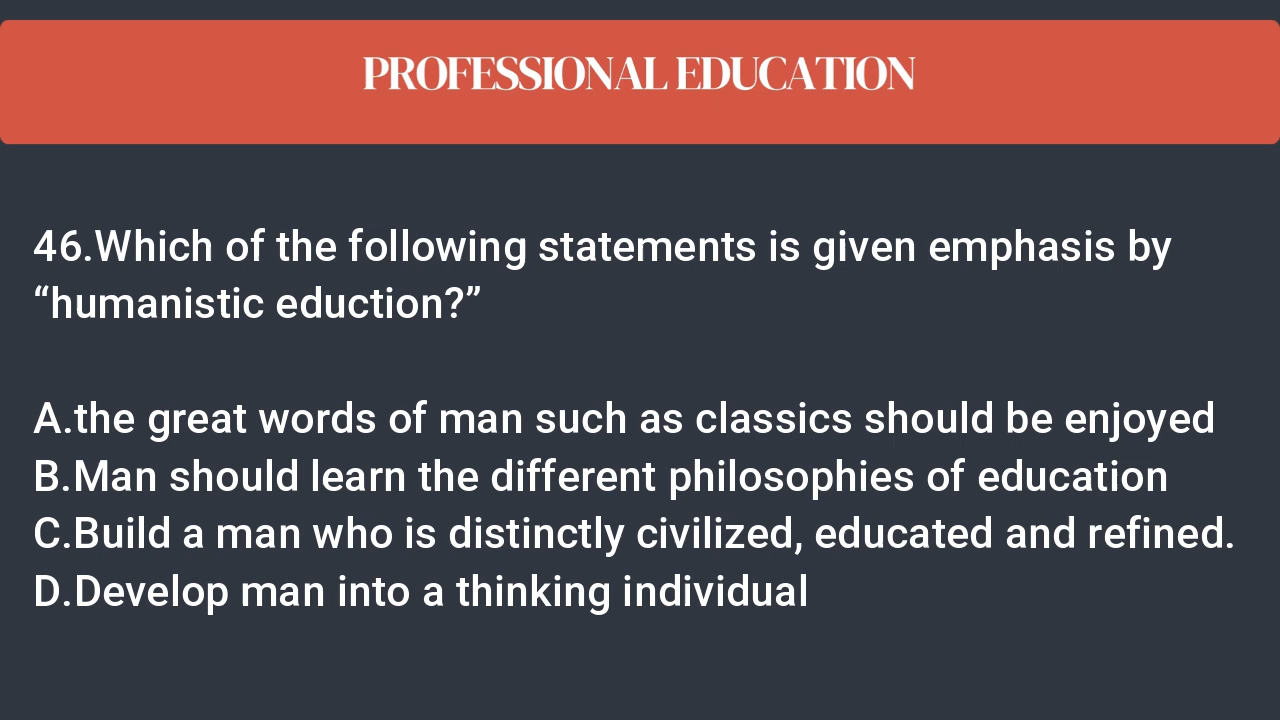 PROFESSIONAL EDUCATION
46.Which of the following statements is given emphasis by
“humanistic eduction?”
A.the great words of man such as classics should be enjoyed
B.Man should learn the different philosophies of education
C.Build a man who is distinctly civilized, educated and refined.
D.Develop man into a thinking individual